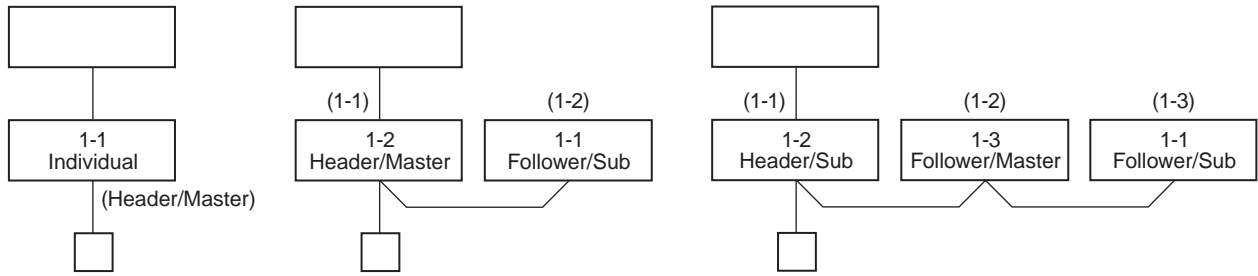 1-1
Individual
(Header/Master)
(1-1)
(1-2)
1-2
Header/Master
1-1
Follower/Sub
(1-1)
(1-2)
(1-3)
1-2
Header/Sub
1-3
Follower/Master
1-1
Follower/Sub